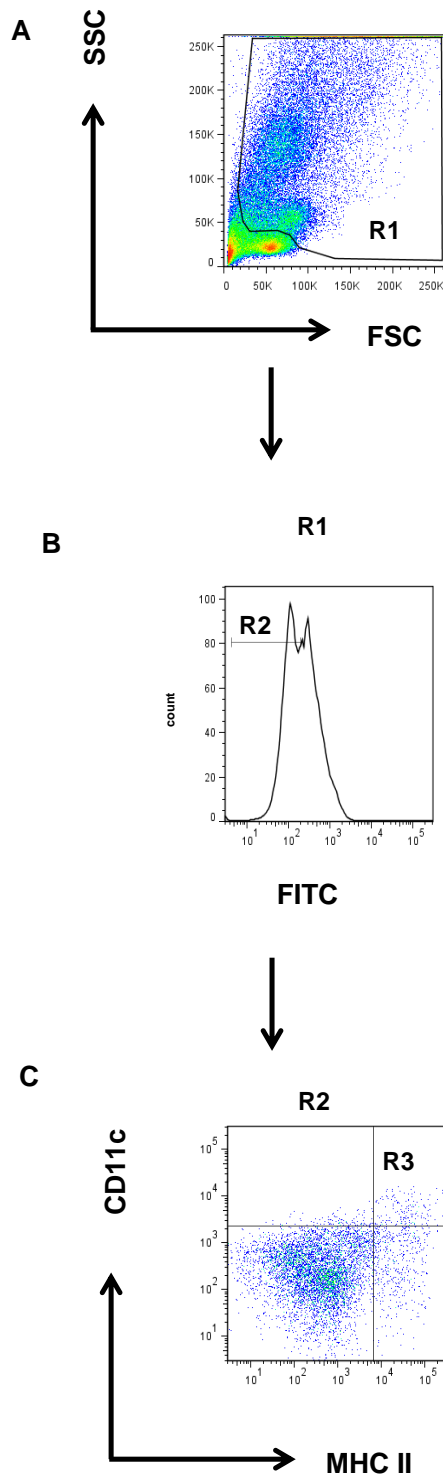 A
SSC
250K
200K
150K
100K
50K
0
R1
0 50K 100K 150K 200K 250K
FSC
R1
B
100
80
60
40
20
0
R2
count
10^1 10^2 10^3 10^4 10^5
FITC
C
R2
CD11c
10^5
10^4
10^3
10^2
10^1
R3
10^1 10^2 10^3 10^4 10^5
MHC II